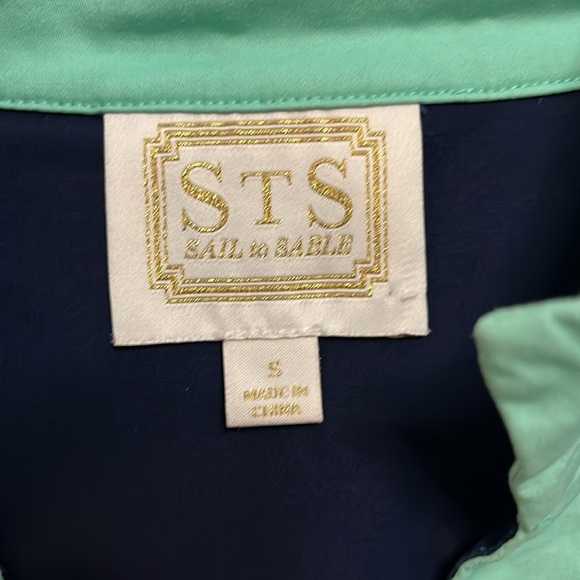 STS
SAIL to SABLE
S
MADE IN
CHINA